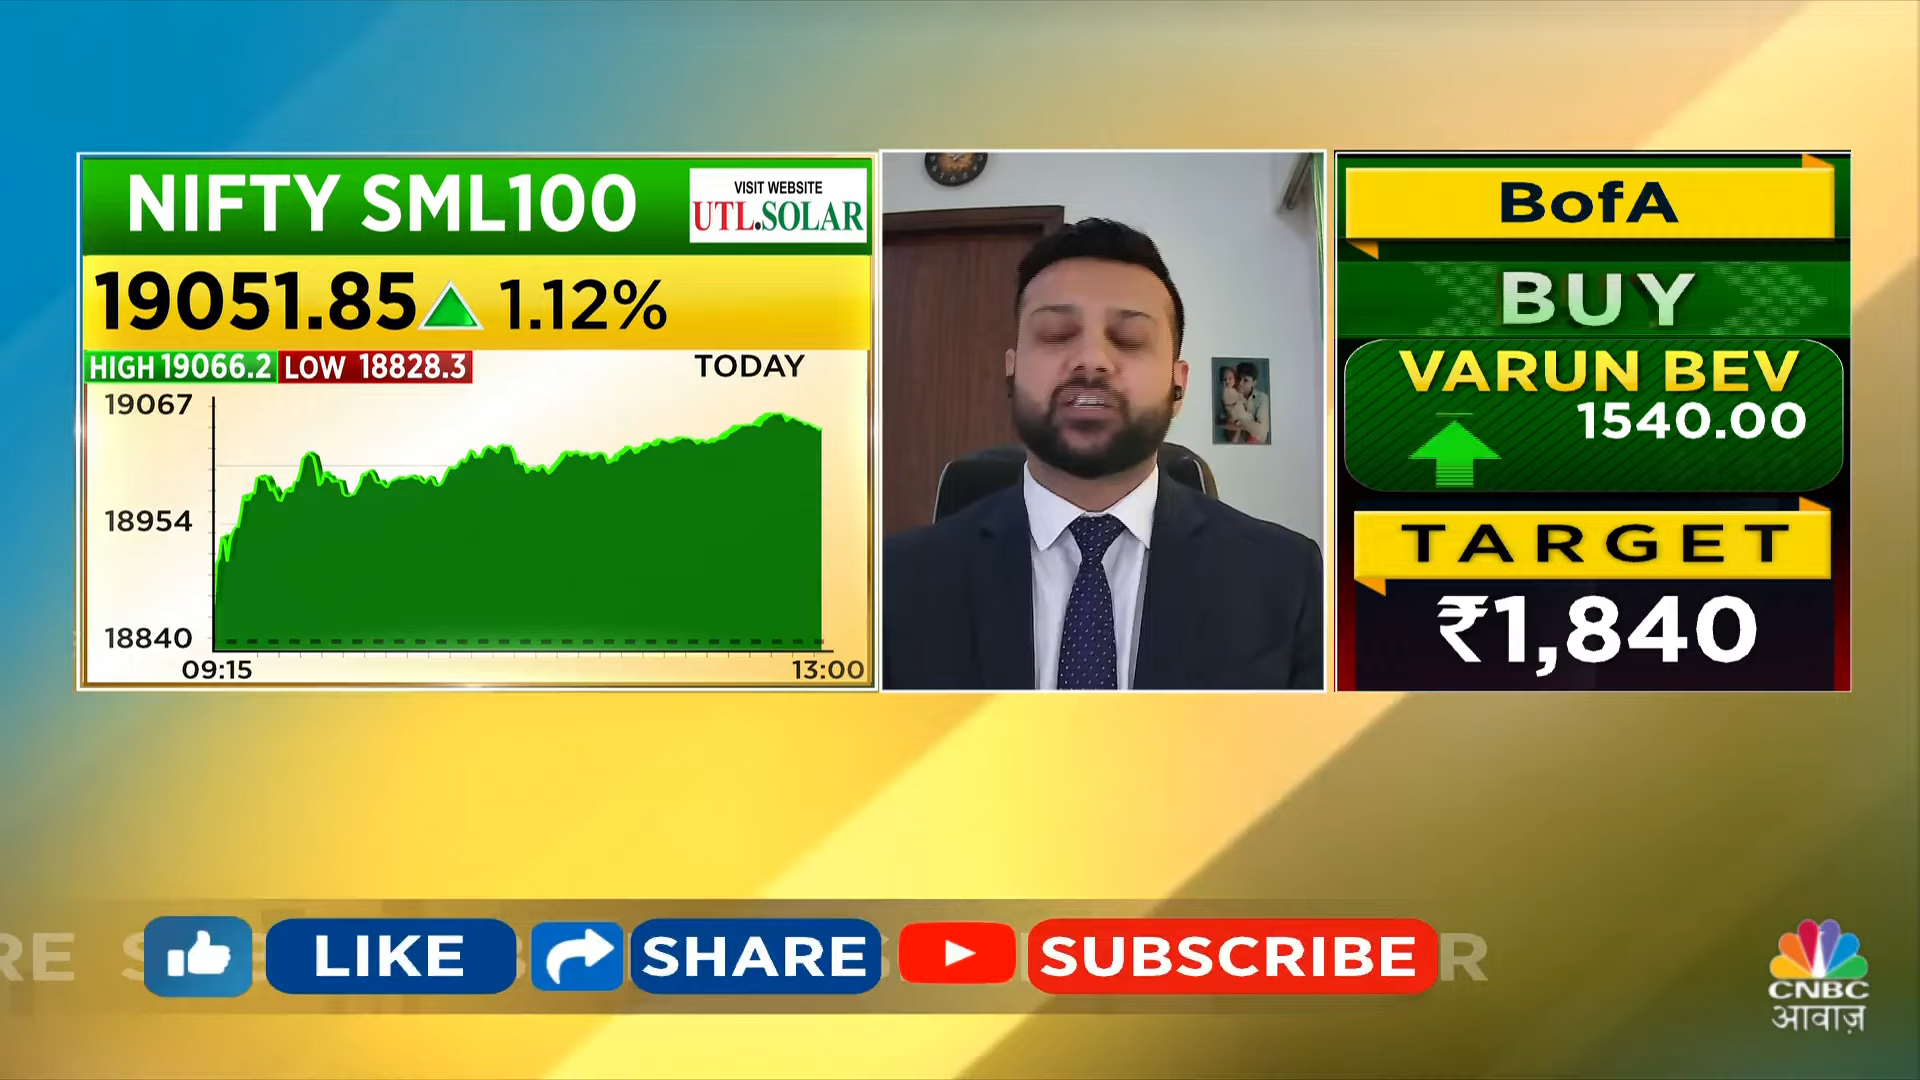 NIFTY SML100
VISIT WEBSITE
UTL.SOLAR
19051.85 1.12%
HIGH 19066.2 LOW 18828.3
TODAY
19067
18954
18840
09:15
13:00
BofA
BUY
VARUN BEV
1540.00
TARGET
₹1,840
LIKE
SHARE
SUBSCRIBE
CNBC
आवाज़